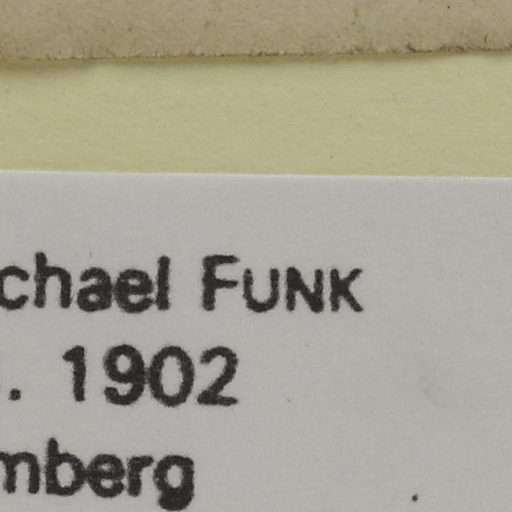 chael FUNK
. 1902
mberg